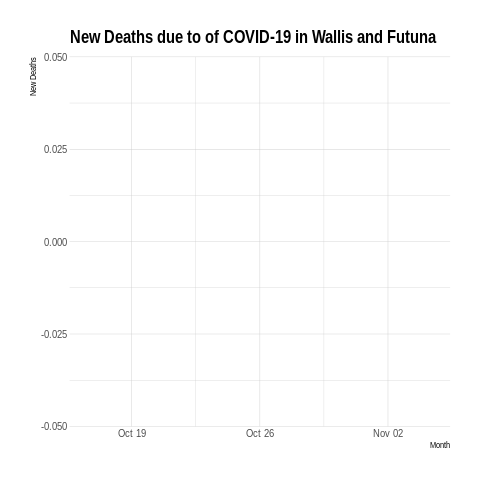 New Deaths due to of COVID-19 in Wallis and Futuna
New Deaths
0.050
0.025
0.000
-0.025
-0.050
Oct 19 Oct 26 Nov 02
Month